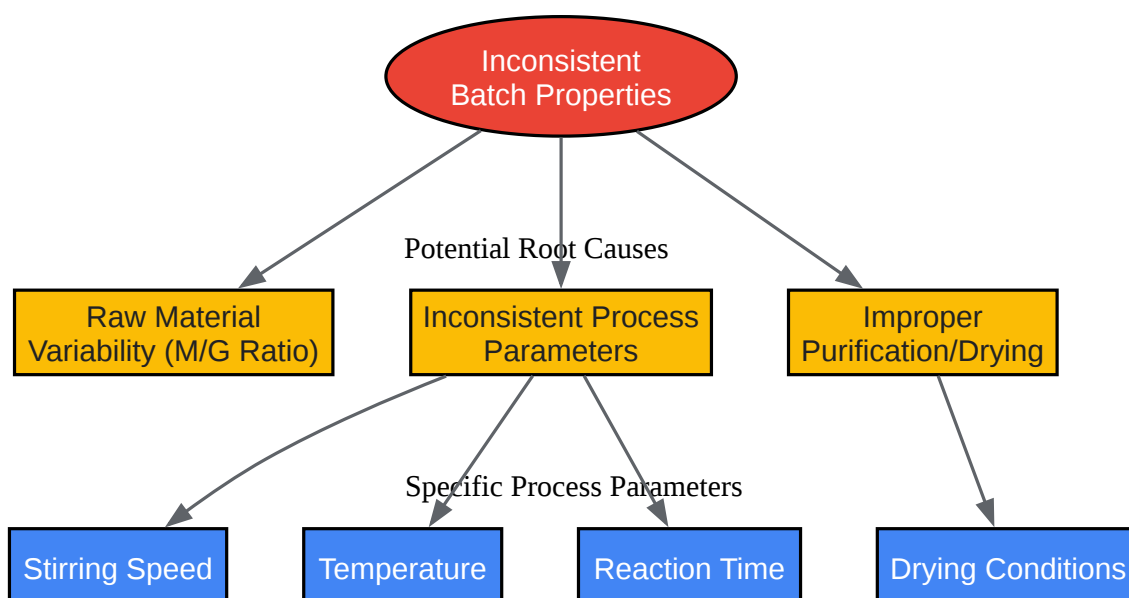 Inconsistent
Batch Properties
Potential Root Causes
Raw Material
Variability (M/G Ratio)
Inconsistent Process
Parameters
Improper
Purification/Drying
Specific Process Parameters
Stirring Speed
Temperature
Reaction Time
Drying Conditions